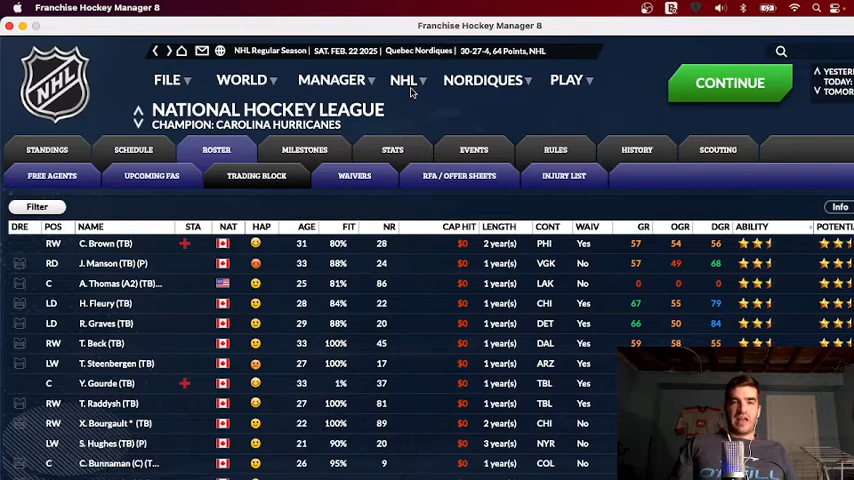 Franchise Hockey Manager 8
Franchise Hockey Manager 8
NHL Regular Season | SAT. FEB. 22 2025 | Quebec Nordiques | 30-27-4, 64 Points, NHL
FILE WORLD MANAGER NHL NORDIQUES PLAY CONTINUE
YESTER
TODAY:
TOMOR
NHL
NATIONAL HOCKEY LEAGUE
CHAMPION: CAROLINA HURRICANES
STANDINGS SCHEDULE ROSTER MILESTONES STATS EVENTS RULES HISTORY SCOUTING
FREE AGENTS UPCOMING FAS TRADING BLOCK WAIVERS RFA / OFFER SHEETS INJURY LIST
Filter Info
DRE POS NAME STA NAT HAP AGE FIT NR CAP HIT LENGTH CONT WAIV GR OGR DGR ABILITY POTENTI
RW C. Brown (TB) 31 80% 28 $0 2 year(s) PHI Yes 57 54 56
RD J. Manson (TB) (P) 33 88% 24 $0 1 year(s) VGK No 57 49 68
C A. Thomas (A2) (TB)... 25 81% 86 $0 1 year(s) LAK No 0 0 0
LD H. Fleury (TB) 28 84% 22 $0 1 year(s) CHI Yes 67 55 79
LD R. Graves (TB) 29 88% 20 $0 1 year(s) DET Yes 66 50 84
RW T. Beck (TB) 33 100% 45 $0 1 year(s) DAL Yes 59 58 55
LW T. Steenbergen (TB) 27 100% 37 $0 1 year(s) ARZ Yes
C Y. Gourde (TB) 33 1% 37 $0 1 year(s) TBL Yes
RW T. Raddysh (TB) 27 100% 81 $0 1 year(s) TBL Yes
RW X. Bourgault * (TB) 22 100% 89 $0 2 year(s) CHI No
LW S. Hughes (TB) (P) 21 90% 20 $0 3 year(s) NYR No
C C. Bunnaman (C) (T... 26 95% 9 $0 1 year(s) COL No
O'NEILL